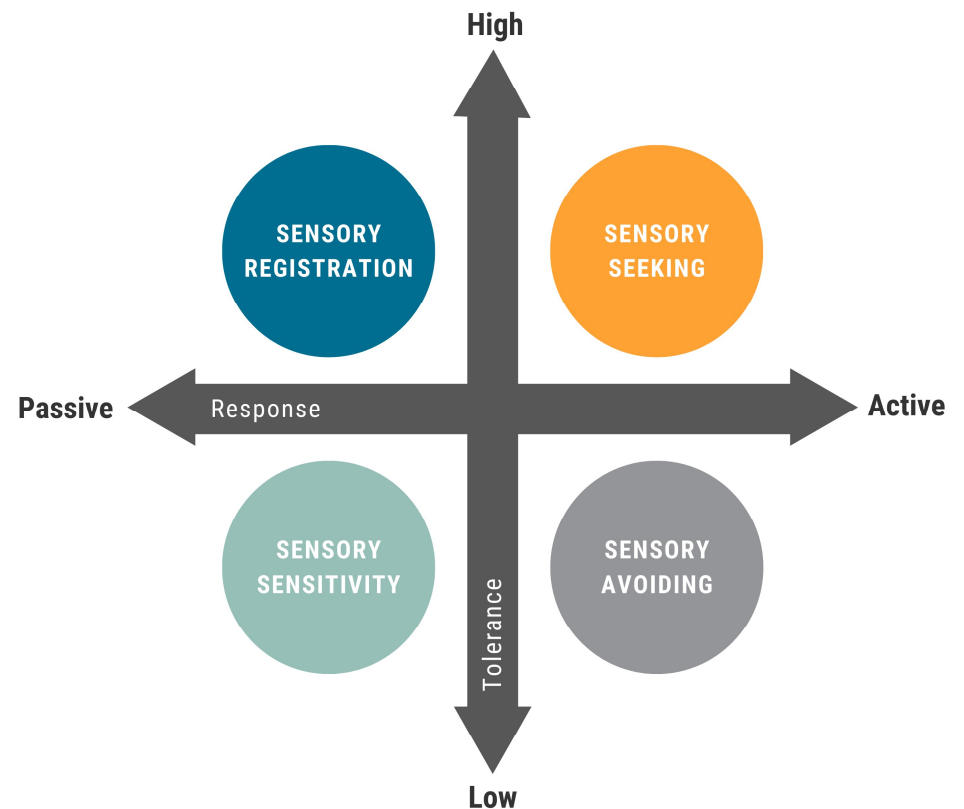 High
SENSORY
REGISTRATION
SENSORY
SEEKING
Passive
Response
Active
SENSORY
SENSITIVITY
SENSORY
AVOIDING
Tolerance
Low